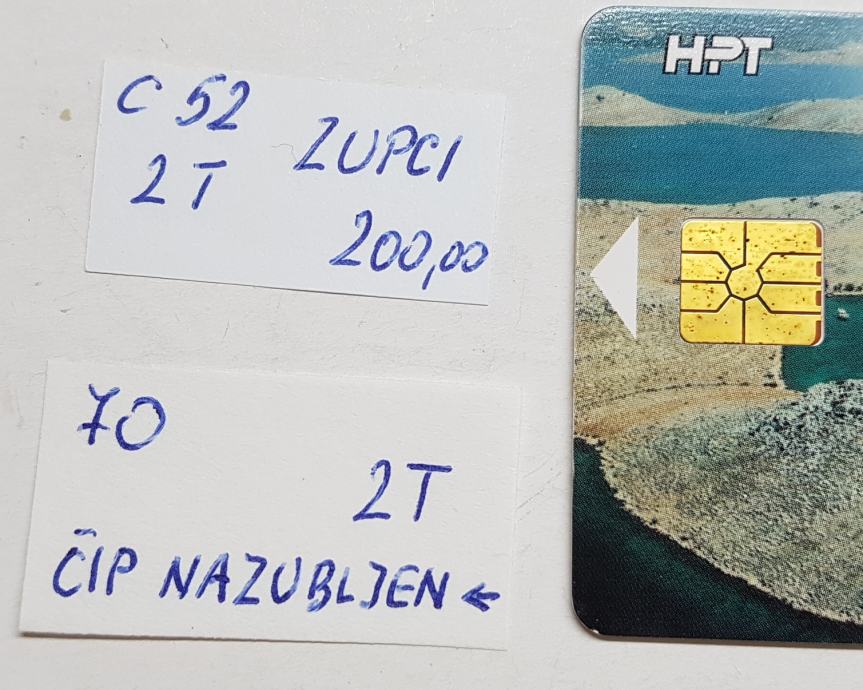 C 52 ZUPCI
2T
200,00
70
2T
ČIP NAZUBLJEN ←
HPT